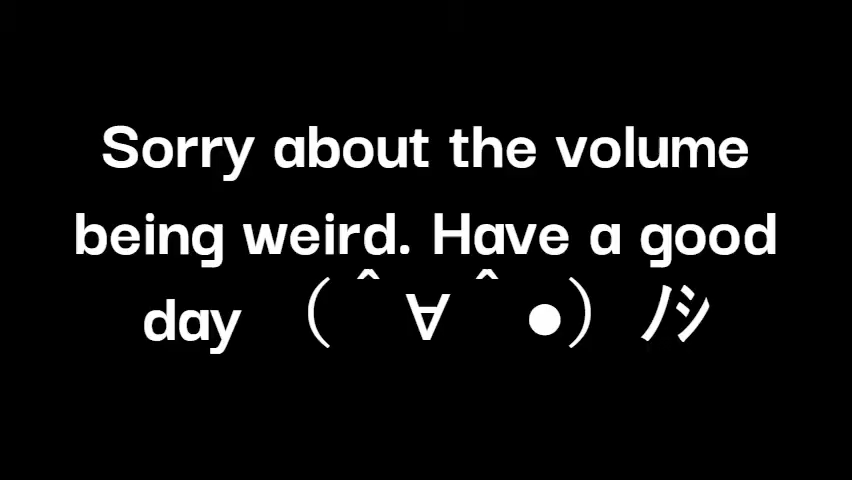 Sorry about the volume
being weird. Have a good
day （＾∀＾●）ﾉｼ